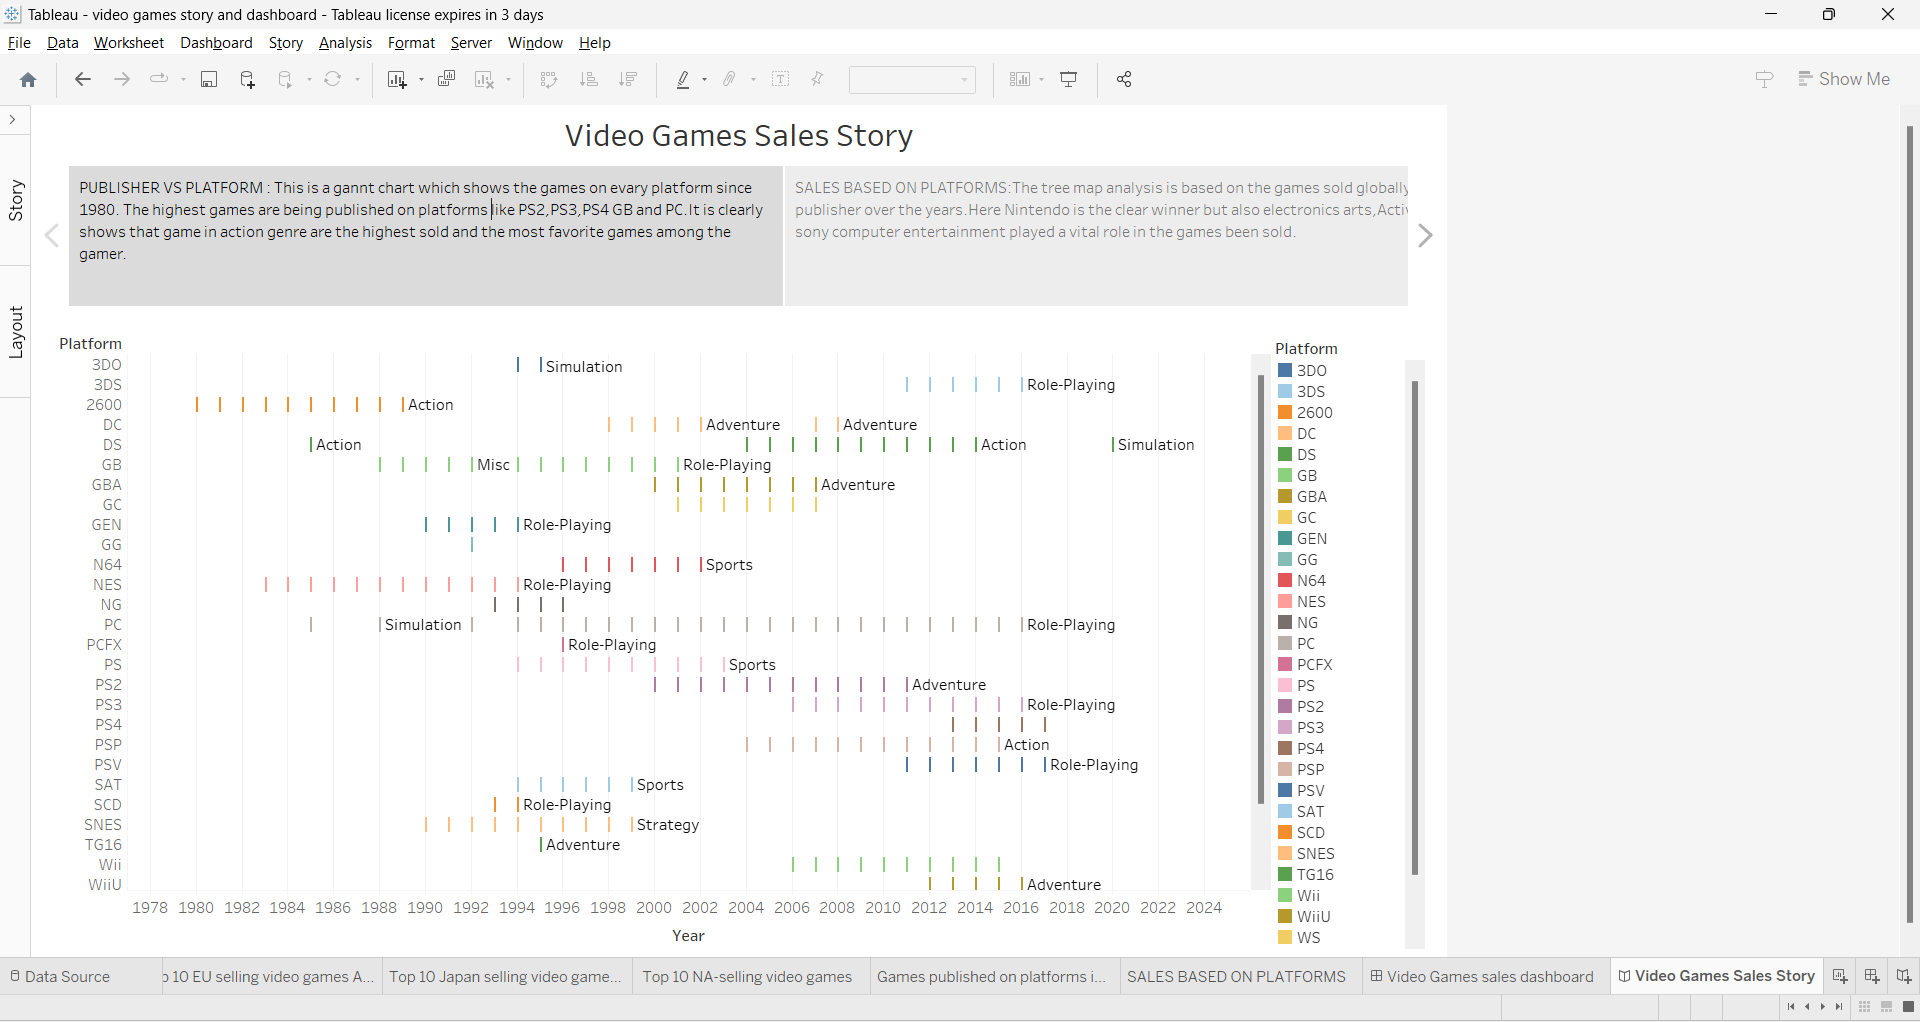 Tableau - video games story and dashboard - Tableau license expires in 3 days
File Data Worksheet Dashboard Story Analysis Format Server Window Help
Show Me
Story
Layout
Video Games Sales Story
PUBLISHER VS PLATFORM : This is a gannt chart which shows the games on evary platform since
1980. The highest games are being published on platforms like PS2,PS3,PS4 GB and PC.It is clearly
shows that game in action genre are the highest sold and the most favorite games among the
gamer.
SALES BASED ON PLATFORMS:The tree map analysis is based on the games sold globally
publisher over the years.Here Nintendo is the clear winner but also electronics arts,Activ
sony computer entertainment played a vital role in the games been sold.
Platform
3DO Simulation
3DS Role-Playing
2600 Action
DC Adventure Adventure
DS Action Action Simulation
GB Misc Role-Playing
GBA Adventure
GC
GEN Role-Playing
GG
N64 Sports
NES Role-Playing
NG
PC Simulation Role-Playing
PCFX Role-Playing
PS Sports
PS2 Adventure
PS3 Role-Playing
PS4
PSP Action
PSV Role-Playing
SAT Sports
SCD Role-Playing
SNES Strategy
TG16 Adventure
Wii
WiiU Adventure
1978 1980 1982 1984 1986 1988 1990 1992 1994 1996 1998 2000 2002 2004 2006 2008 2010 2012 2014 2016 2018 2020 2022 2024
Year
Platform
3DO
3DS
2600
DC
DS
GB
GBA
GC
GEN
GG
N64
NES
NG
PC
PCFX
PS
PS2
PS3
PS4
PSP
PSV
SAT
SCD
SNES
TG16
Wii
WiiU
WS
Data Source 10 EU selling video games A... Top 10 Japan selling video game... Top 10 NA-selling video games Games published on platforms i... SALES BASED ON PLATFORMS Video Games sales dashboard Video Games Sales Story